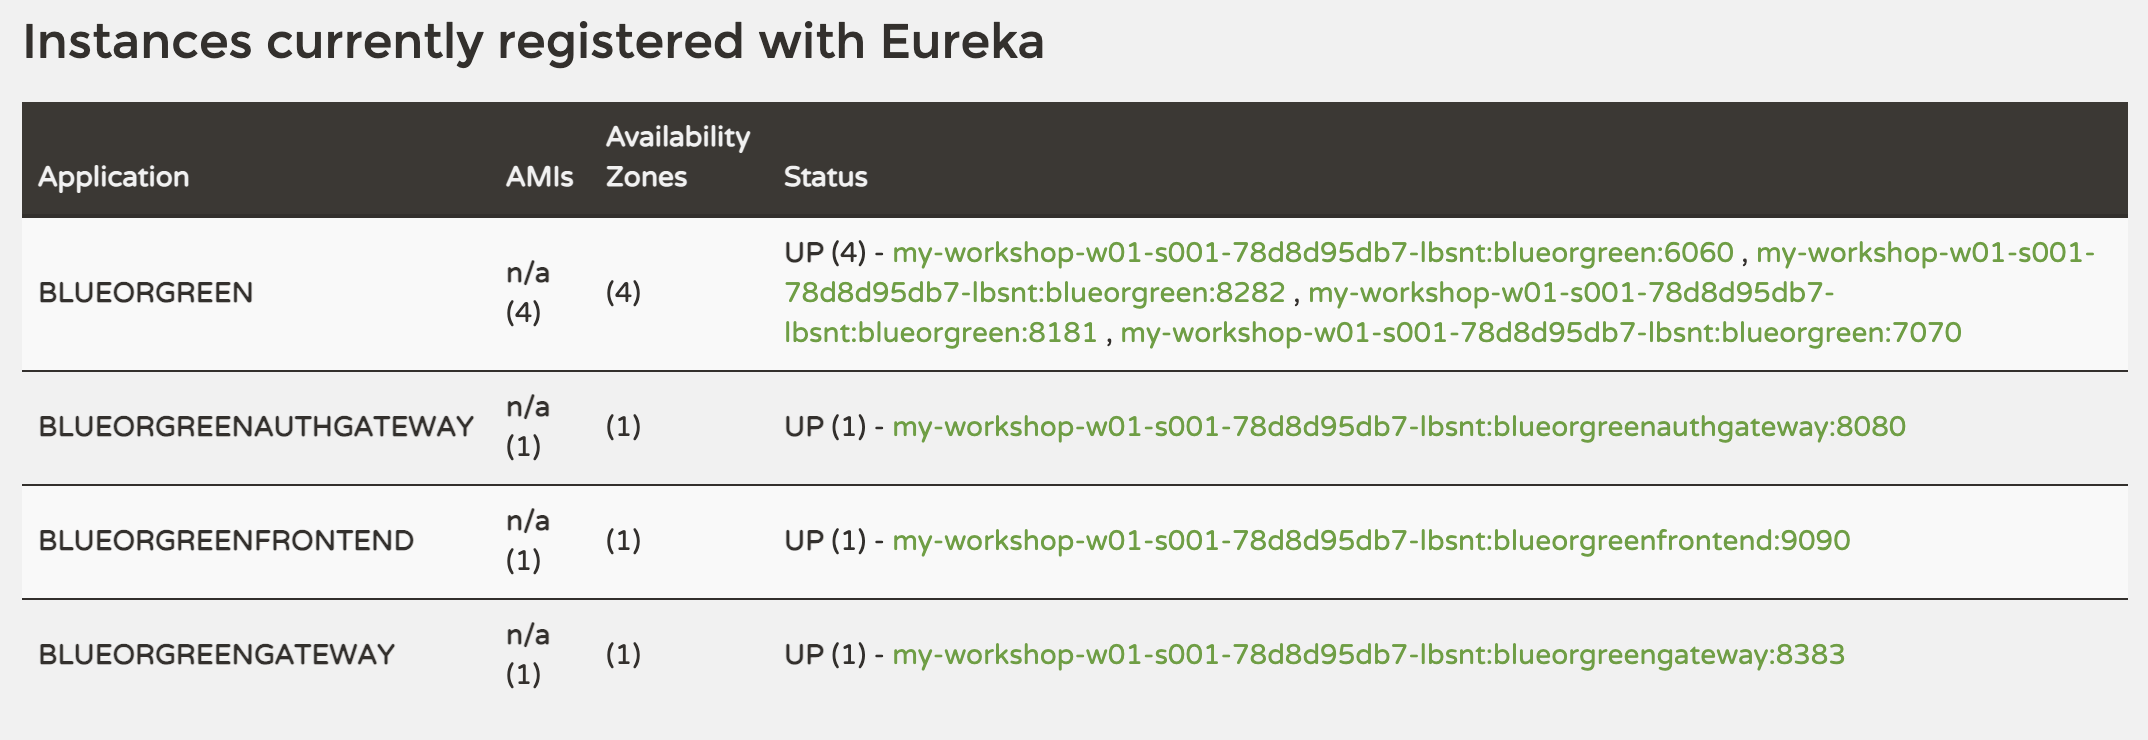 Instances currently registered with Eureka
Application AMIs Availability Zones Status
BLUEORGREEN n/a (4) (4) UP (4) - my-workshop-w01-s001-78d8d95db7-lbsnt:blueorgreen:6060 , my-workshop-w01-s001-
78d8d95db7-lbsnt:blueorgreen:8282 , my-workshop-w01-s001-78d8d95db7-
lbsnt:blueorgreen:8181 , my-workshop-w01-s001-78d8d95db7-lbsnt:blueorgreen:7070
BLUEORGREENAUTHGATEWAY n/a (1) (1) UP (1) - my-workshop-w01-s001-78d8d95db7-lbsnt:blueorgreenauthgateway:8080
BLUEORGREENFRONTEND n/a (1) (1) UP (1) - my-workshop-w01-s001-78d8d95db7-lbsnt:blueorgreenfrontend:9090
BLUEORGREENGATEWAY n/a (1) (1) UP (1) - my-workshop-w01-s001-78d8d95db7-lbsnt:blueorgreengateway:8383